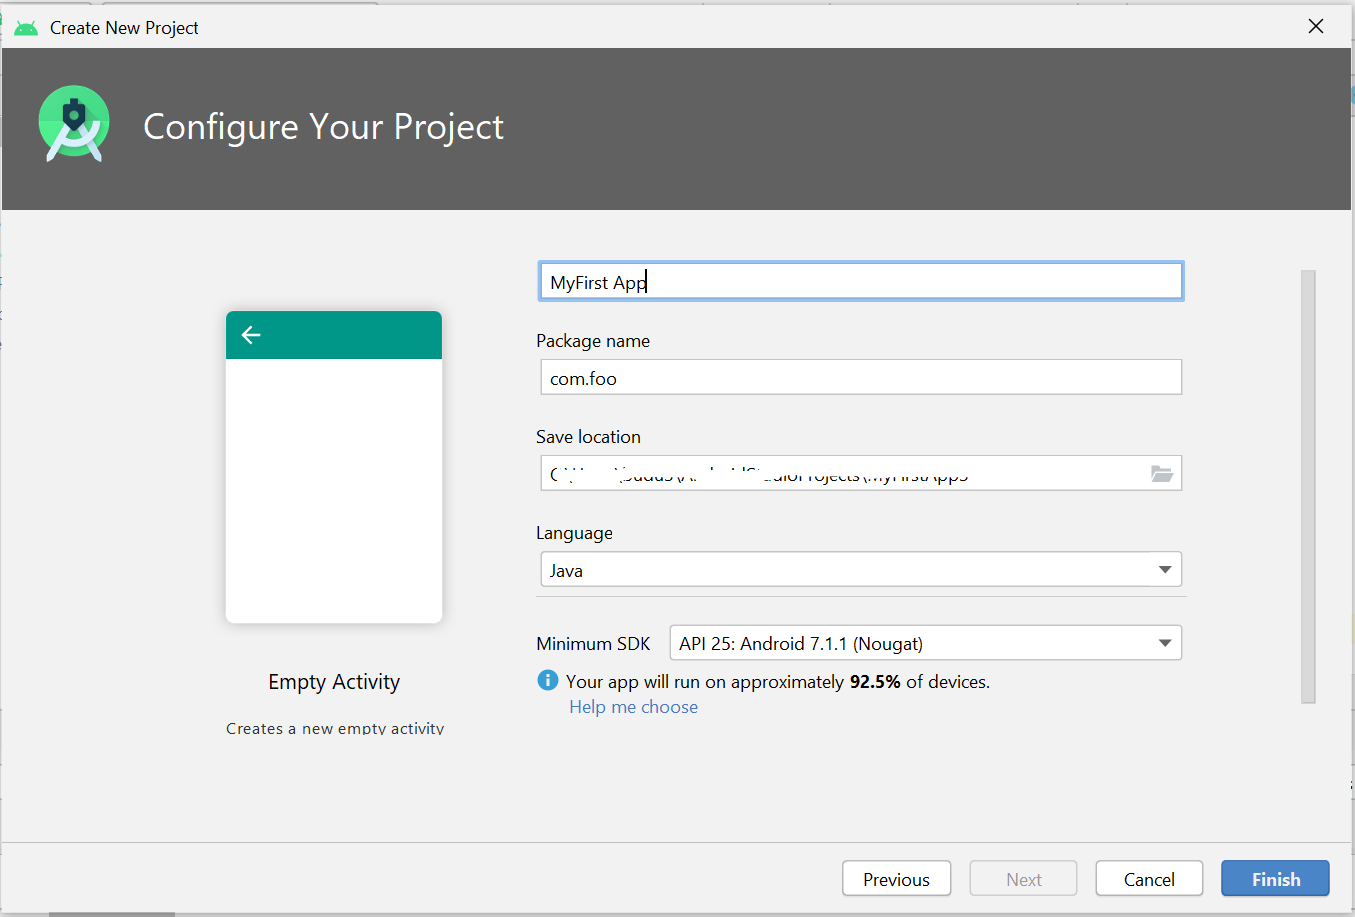 Create New Project
Configure Your Project
MyFirst App
Package name
com.foo
Save location
Language
Java
Minimum SDK
API 25: Android 7.1.1 (Nougat)
Your app will run on approximately 92.5% of devices.
Help me choose
Empty Activity
Creates a new empty activity
Previous
Next
Cancel
Finish